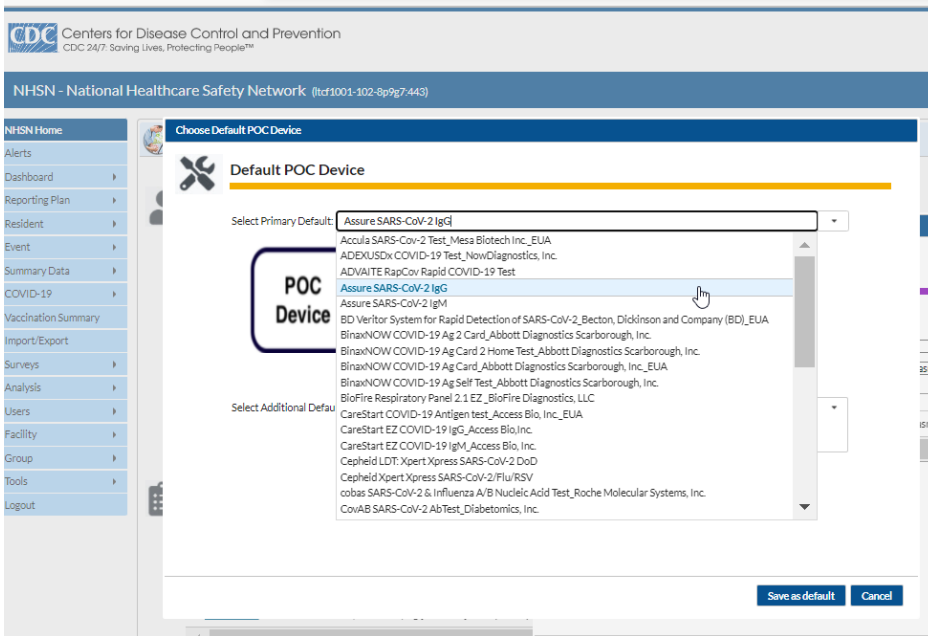 CDC Centers for Disease Control and Prevention
CDC 24/7: Saving Lives, Protecting People™
NHSN - National Healthcare Safety Network (ltcf1001-102-8p9g7:443)
NHSN Home
Alerts
Dashboard
Reporting Plan
Resident
Event
Summary Data
COVID-19
Vaccination Summary
Import/Export
Surveys
Analysis
Users
Facility
Group
Tools
Logout
Choose Default POC Device
Default POC Device
Select Primary Default: Assure SARS-CoV-2 IgG
POC
Device
Accula SARS-Cov-2 Test_Mesa Biotech Inc._EUA
ADEXUSDx COVID-19 Test_NowDiagnostics, Inc.
ADVAITE RapCov Rapid COVID-19 Test
Assure SARS-CoV-2 IgG
Assure SARS-CoV-2 IgM
BD Veritor System for Rapid Detection of SARS-CoV-2_Becton, Dickinson and Company (BD)_EUA
BinaxNOW COVID-19 Ag 2 Card_Abbott Diagnostics Scarborough, Inc.
BinaxNOW COVID-19 Ag Card 2 Home Test_Abbott Diagnostics Scarborough, Inc.
BinaxNOW COVID-19 Ag Card_Abbott Diagnostics Scarborough, Inc._EUA
BinaxNOW COVID-19 Ag Self Test_Abbott Diagnostics Scarborough, Inc.
BioFire Respiratory Panel 2.1 EZ _BioFire Diagnostics, LLC
CareStart COVID-19 Antigen test_Access Bio, Inc._EUA
CareStart EZ COVID-19 IgG_Access Bio,Inc.
CareStart EZ COVID-19 IgM_Access Bio, Inc.
Cepheid LDT: Xpert Xpress SARS-CoV-2 DoD
Cepheid Xpert Xpress SARS-CoV-2/Flu/RSV
cobas SARS-CoV-2 & Influenza A/B Nucleic Acid Test_Roche Molecular Systems, Inc.
CovAB SARS-CoV-2 AbTest_Diabetomics, Inc.
Select Additional Defau
Save as default
Cancel